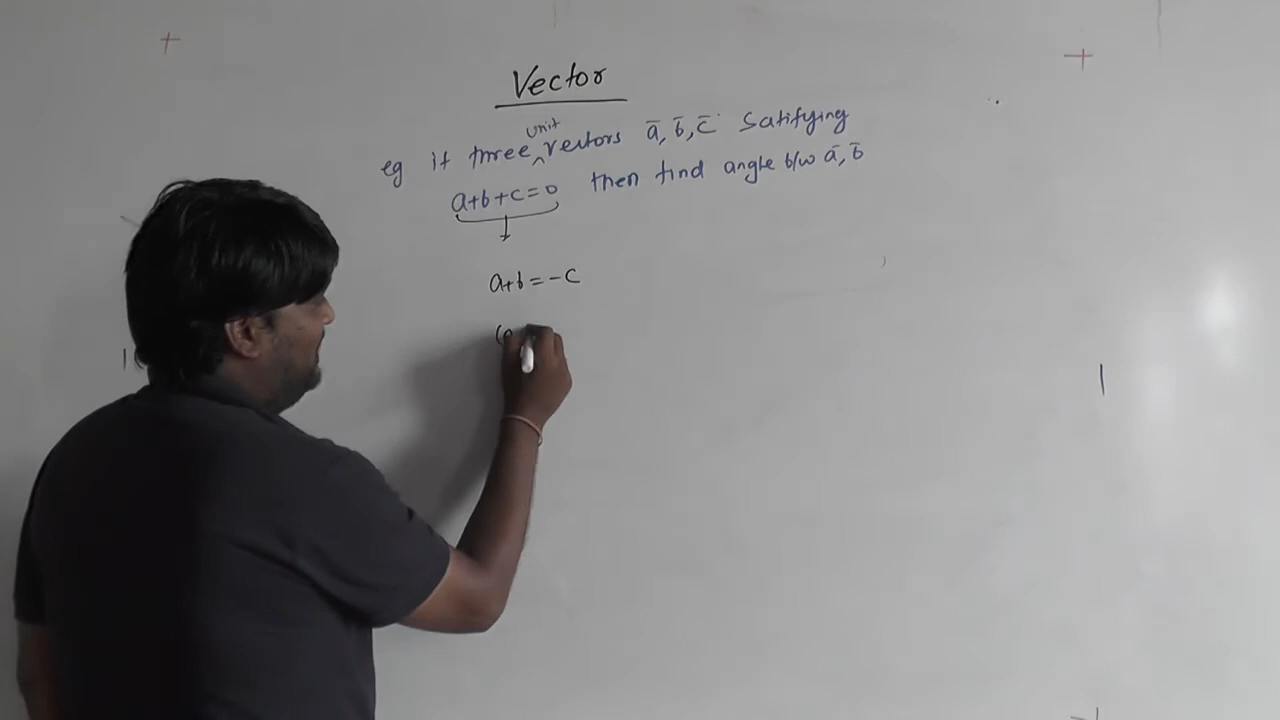 Vector
unit
eg if three ^ vectors a̅, b̅, c̅ satifying
a+b+c=0 then find angle b/w a̅, b̅
a+b = -c
(a